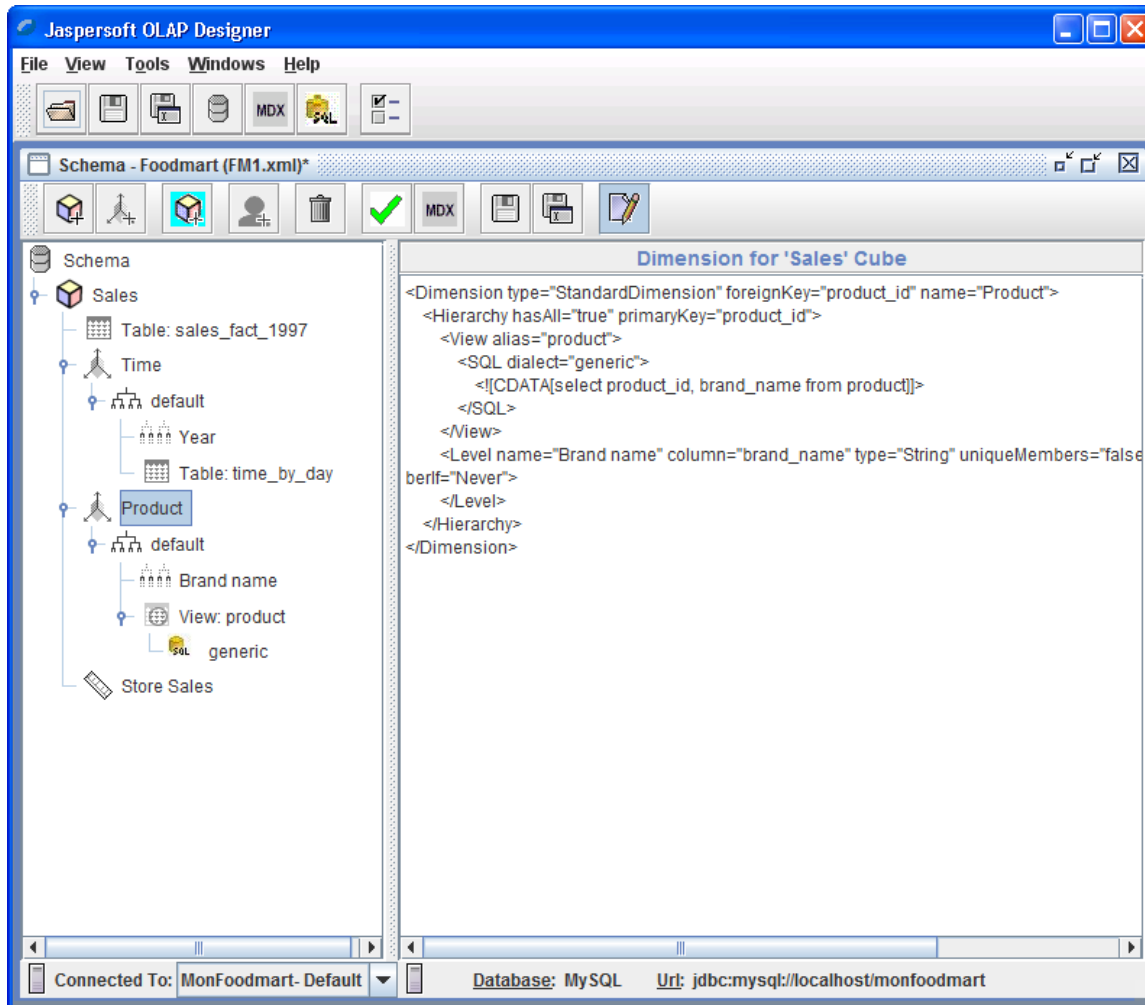 Jaspersoft OLAP Designer
File View Tools Windows Help
MDX SQL
Schema - Foodmart (FM1.xml)*
MDX
Schema
Sales
Table: sales_fact_1997
Time
default
Year
Table: time_by_day
Product
default
Brand name
View: product
SQL generic
Store Sales
Dimension for 'Sales' Cube
<Dimension type="StandardDimension" foreignKey="product_id" name="Product">
<Hierarchy hasAll="true" primaryKey="product_id">
<View alias="product">
<SQL dialect="generic">
<![CDATA[select product_id, brand_name from product]]>
</SQL>
</View>
<Level name="Brand name" column="brand_name" type="String" uniqueMembers="false
berIf="Never">
</Level>
</Hierarchy>
</Dimension>
Connected To: MonFoodmart- Default Database: MySQL Url: jdbc:mysql://localhost/monfoodmart